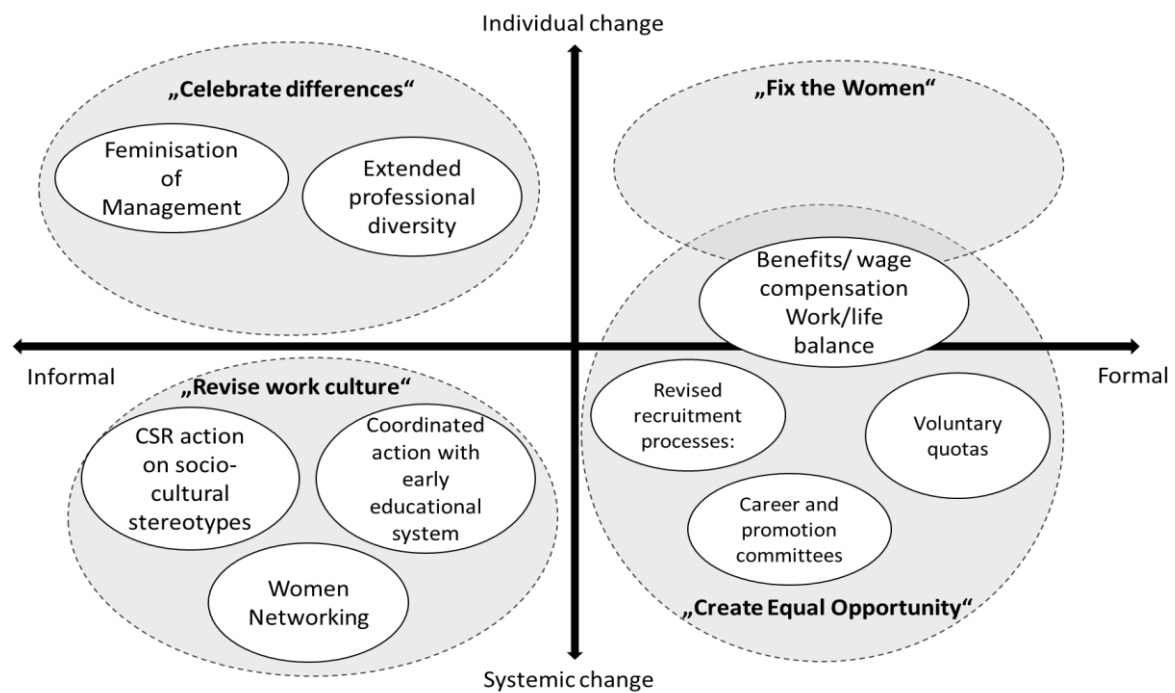 Individual change
„Celebrate differences“
„Fix the Women“
Feminisation
of
Management
Extended
professional
diversity
Benefits/ wage
compensation
Work/life
balance
Informal
Formal
„Revise work culture“
CSR action
on socio-
cultural
stereotypes
Coordinated
action with
early
educational
system
Women
Networking
Revised
recruitment
processes:
Voluntary
quotas
Career and
promotion
committees
„Create Equal Opportunity“
Systemic change